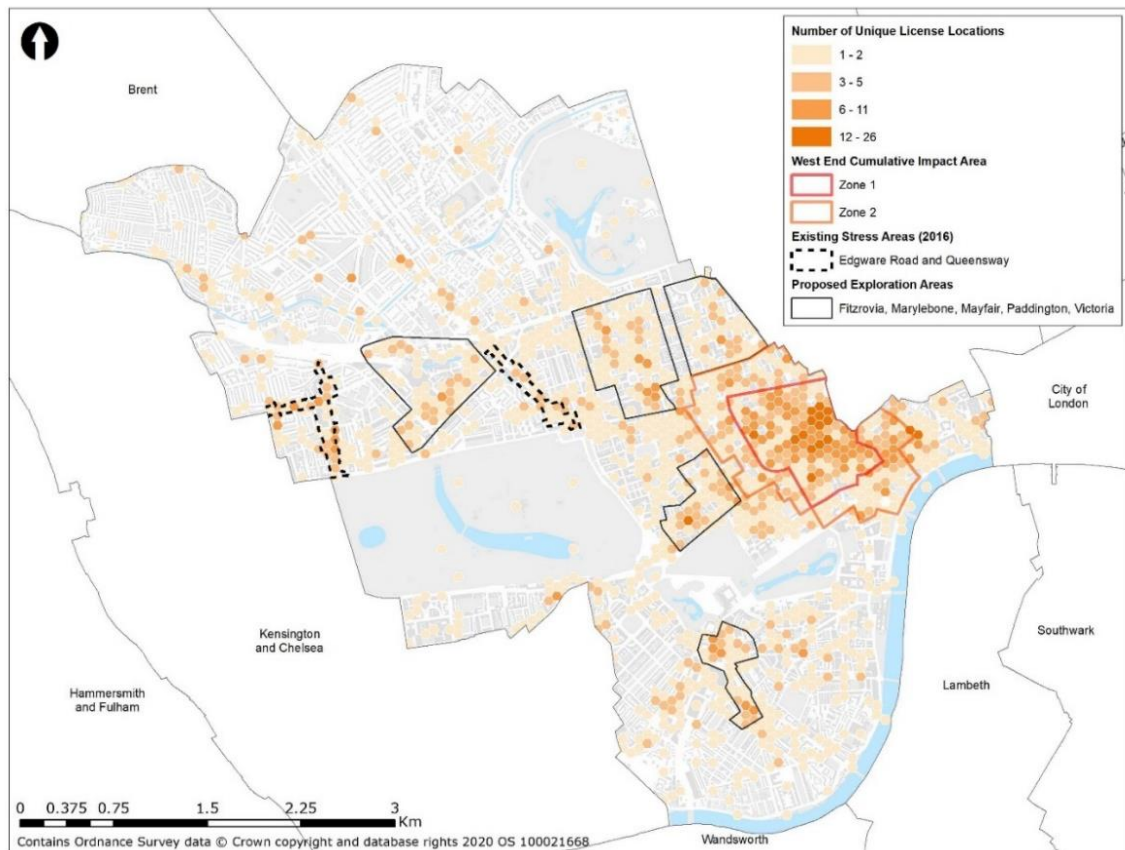 Number of Unique License Locations
1 - 2
3 - 5
6 - 11
12 - 26
West End Cumulative Impact Area
Zone 1
Zone 2
Existing Stress Areas (2016)
Edgware Road and Queensway
Proposed Exploration Areas
Fitzrovia, Marylebone, Mayfair, Paddington, Victoria
Brent
City of
London
Kensington
and Chelsea
Southwark
Hammersmith
and Fulham
Lambeth
0 0.375 0.75 1.5 2.25 3
Km
Wandsworth
Contains Ordnance Survey data © Crown copyright and database rights 2020 OS 100021668